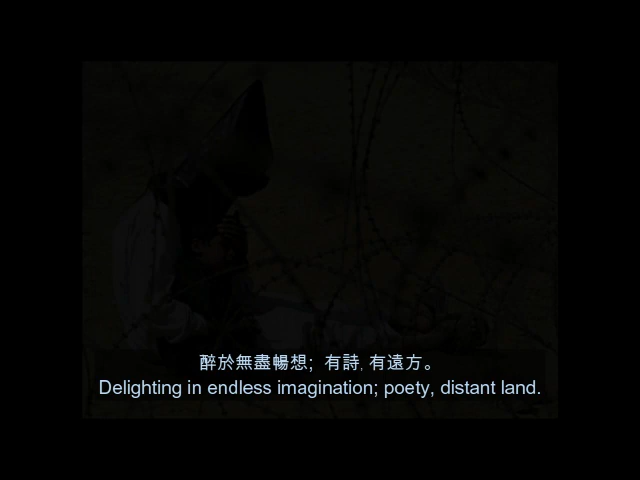 醉於無盡暢想; 有詩, 有遠方。
Delighting in endless imagination; poety, distant land.